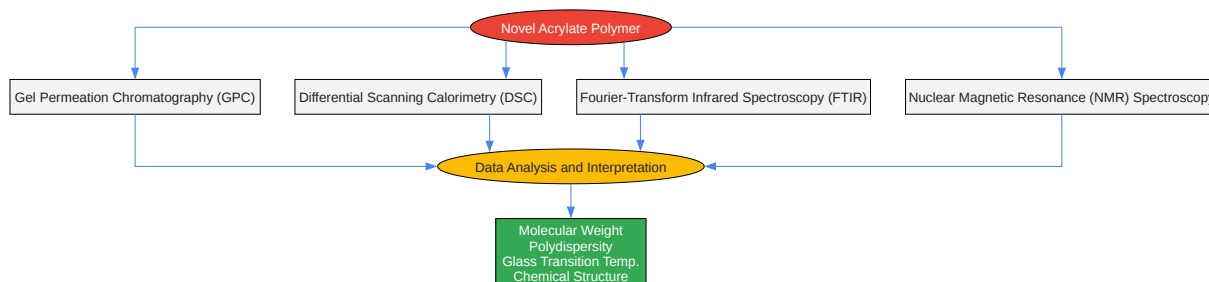 Novel Acrylate Polymer
Gel Permeation Chromatography (GPC)
Differential Scanning Calorimetry (DSC)
Fourier-Transform Infrared Spectroscopy (FTIR)
Nuclear Magnetic Resonance (NMR) Spectroscopy
Data Analysis and Interpretation
Molecular Weight
Polydispersity
Glass Transition Temp.
Chemical Structure